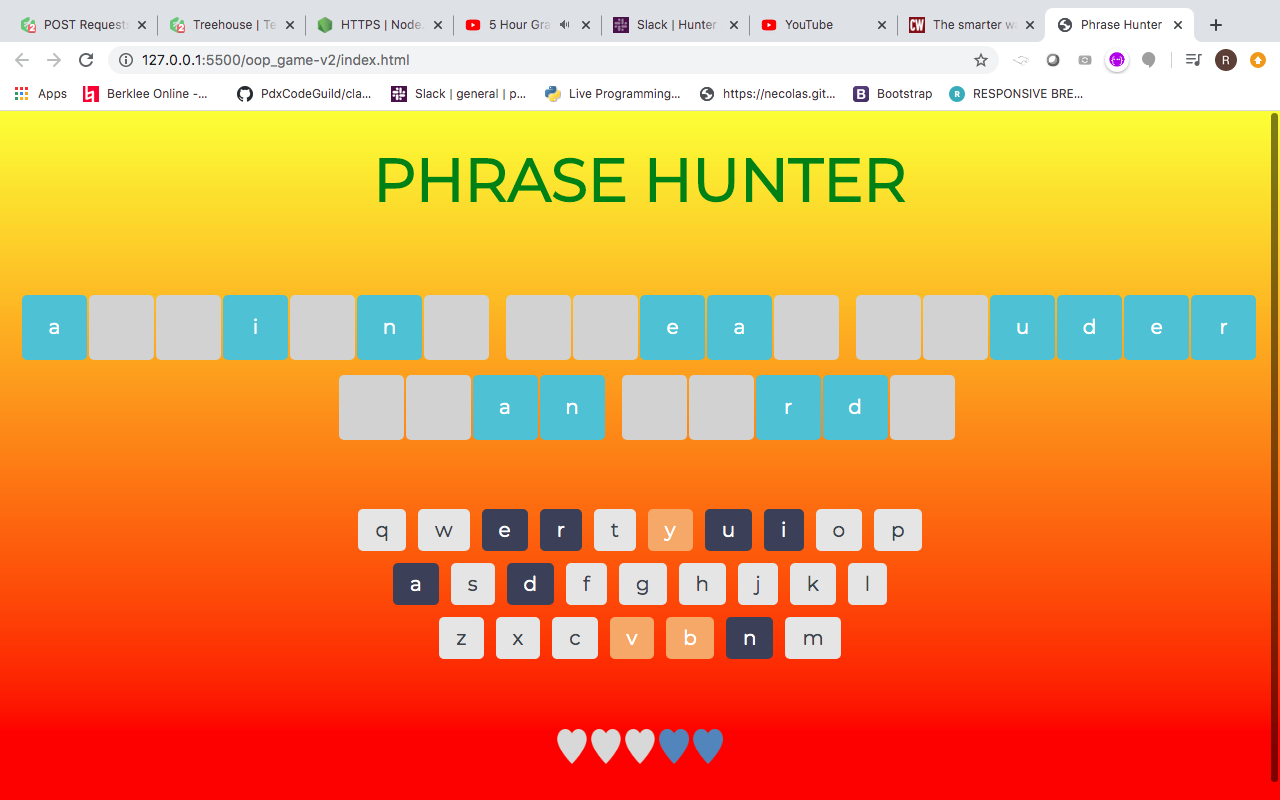 POST Requests Treehouse | Te HTTPS | Node. 5 Hour Gra Slack | Hunter YouTube The smarter w Phrase Hunter
127.0.0.1:5500/oop_game-v2/index.html R
Apps Berklee Online -... PdxCodeGuild/cla... Slack | general | p... Live Programming... https://necolas.git... B Bootstrap R RESPONSIVE BRE...
PHRASE HUNTER
a i n e a u d e r
a n r d
q w e r t y u i o p
a s d f g h j k l
z x c v b n m